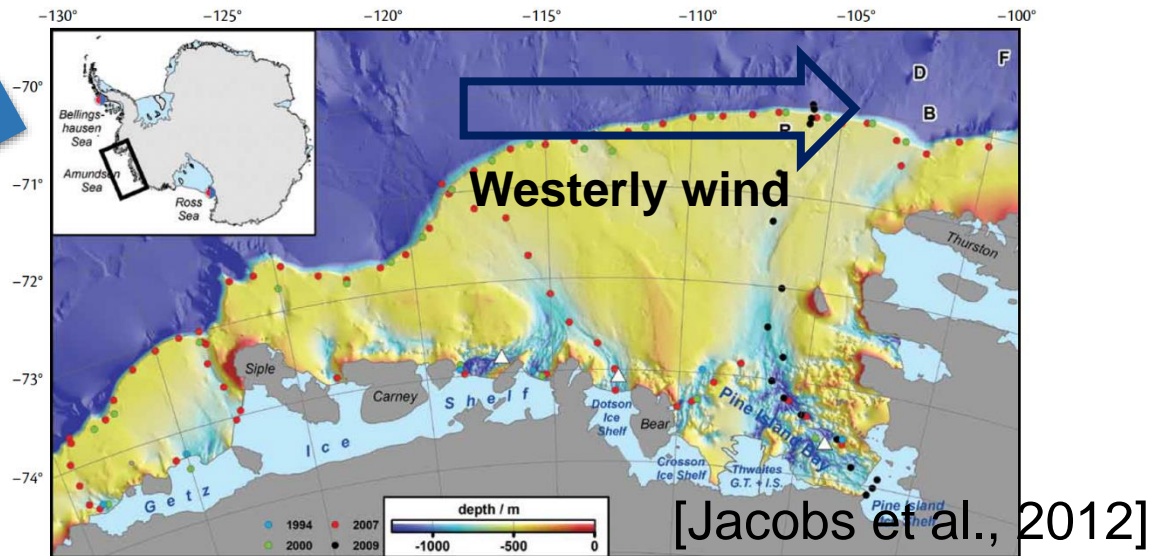 −130° −125° −120° −115° −110° −105° −100°
−70°
−71°
−72°
−73°
−74°
Bellings-
hausen
Sea
Amundsen
Sea
Ross
Sea
F
D
B
Westerly wind
Thurston
Siple
Carney
Getz Ice Shelf
Dotson
Ice
Shelf
Bear
Crosson
Ice Shelf
Thwaites
G.T. + I.S.
Pine Island Bay
Pine Island
depth / m
-1000 -500 0
1994 2007
2000 2009
[Jacobs et al., 2012]